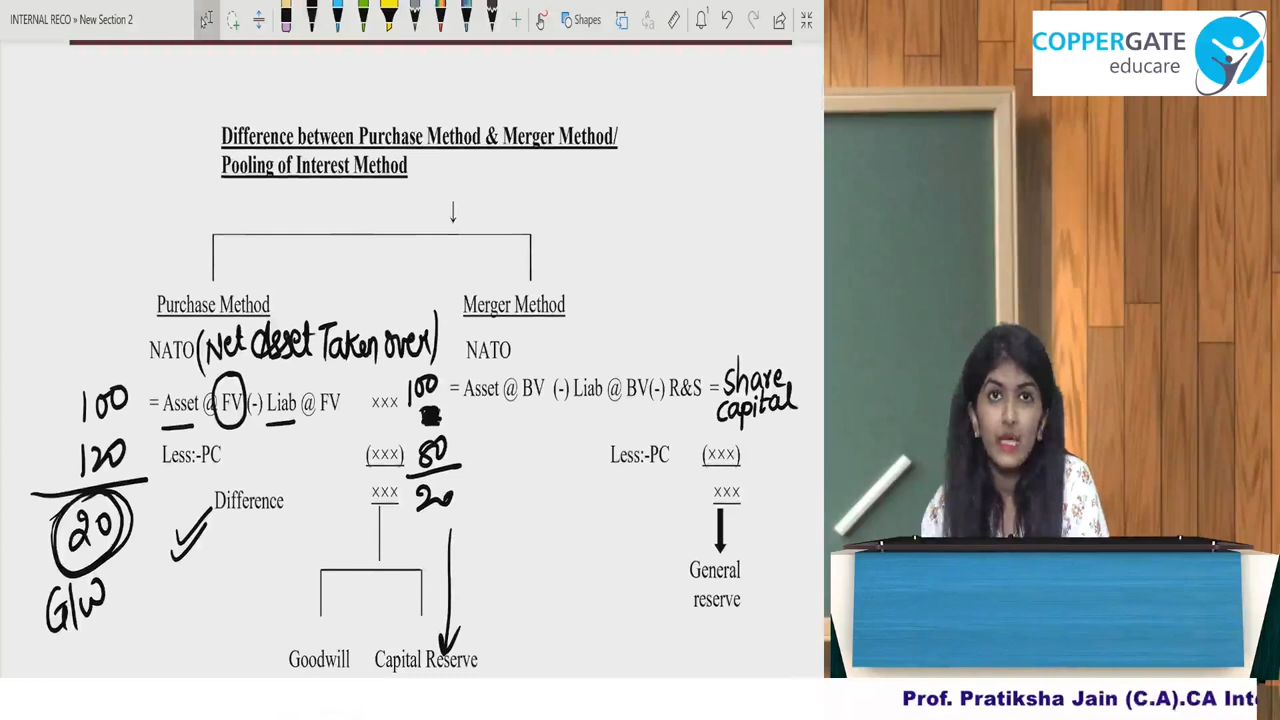 INTERNAL RECO » New Section 2
Shapes
COPPERGATE
educare
Difference between Purchase Method & Merger Method/
Pooling of Interest Method
Purchase Method
NATO (Net Asset Taken over)
= Asset @ FV (-) Liab @ FV xxx
Less:-PC (xxx)
Difference xxx
Goodwill Capital Reserve
100
120
20
G/W
100
80
20
Merger Method
NATO
= Asset @ BV (-) Liab @ BV(-) R&S = share
capital
Less:-PC (xxx)
xxx
General
reserve
Prof. Pratiksha Jain (C.A).CA Inte